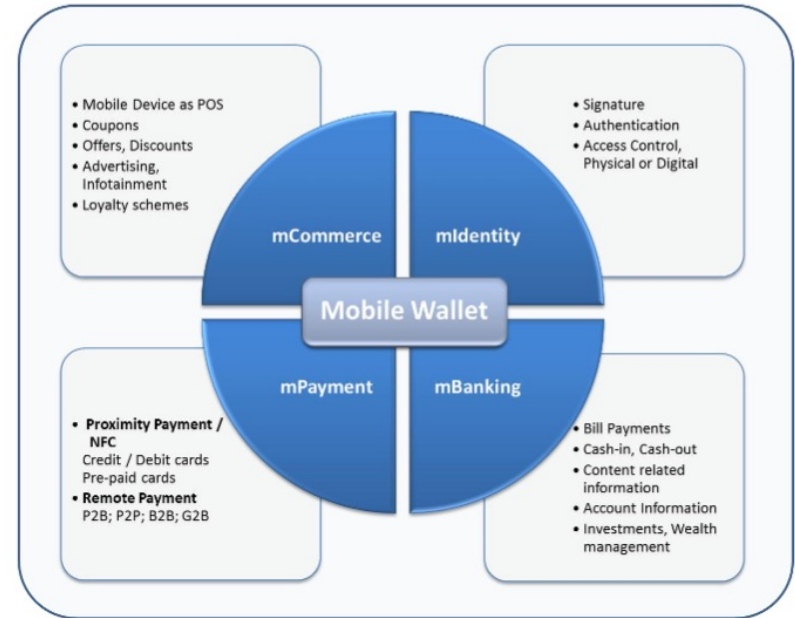 • Mobile Device as POS
• Coupons
• Offers, Discounts
• Advertising,
Infotainment
• Loyalty schemes
• Signature
• Authentication
• Access Control,
Physical or Digital
mCommerce
mIdentity
Mobile Wallet
mPayment
mBanking
• Proximity Payment /
NFC
Credit / Debit cards
Pre-paid cards
• Remote Payment
P2B; P2P; B2B; G2B
• Bill Payments
• Cash-in, Cash-out
• Content related
information
• Account Information
• Investments, Wealth
management